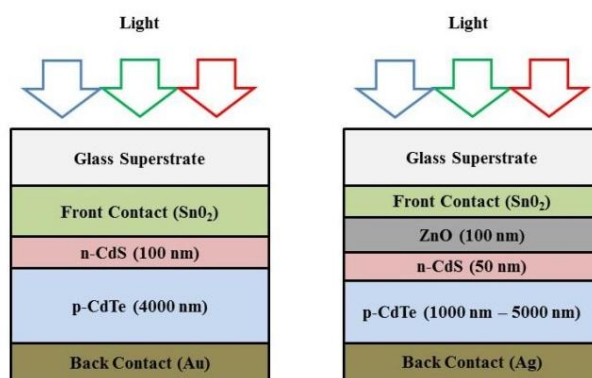 Light
Glass Superstrate
Front Contact (Sn0₂)
n-CdS (100 nm)
p-CdTe (4000 nm)
Back Contact (Au)
Light
Glass Superstrate
Front Contact (Sn0₂)
ZnO (100 nm)
n-CdS (50 nm)
p-CdTe (1000 nm – 5000 nm)
Back Contact (Ag)